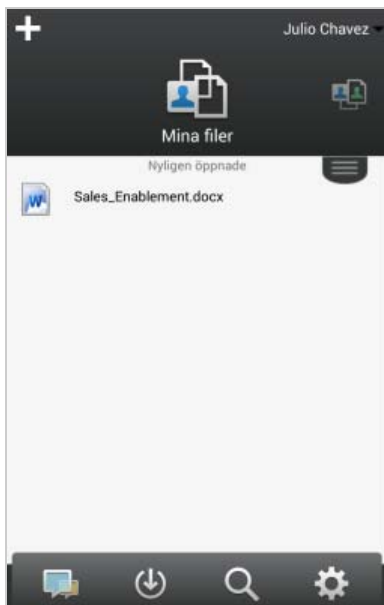 Julio Chavez
Mina filer
Nyligen öppnade
W
Sales_Enablement.docx